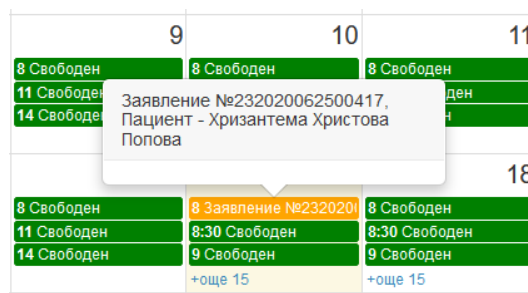 9 10 11
8 Свободен 8 Свободен 8 Свободен
11 Свободен
14 Свободен
Заявление №232020062500417,
Пациент - Хризантема Христова
Попова
18
8 Свободен 8 Заявление №232020 8 Свободен
11 Свободен 8:30 Свободен 8:30 Свободен
14 Свободен 9 Свободен 9 Свободен
+още 15 +още 15